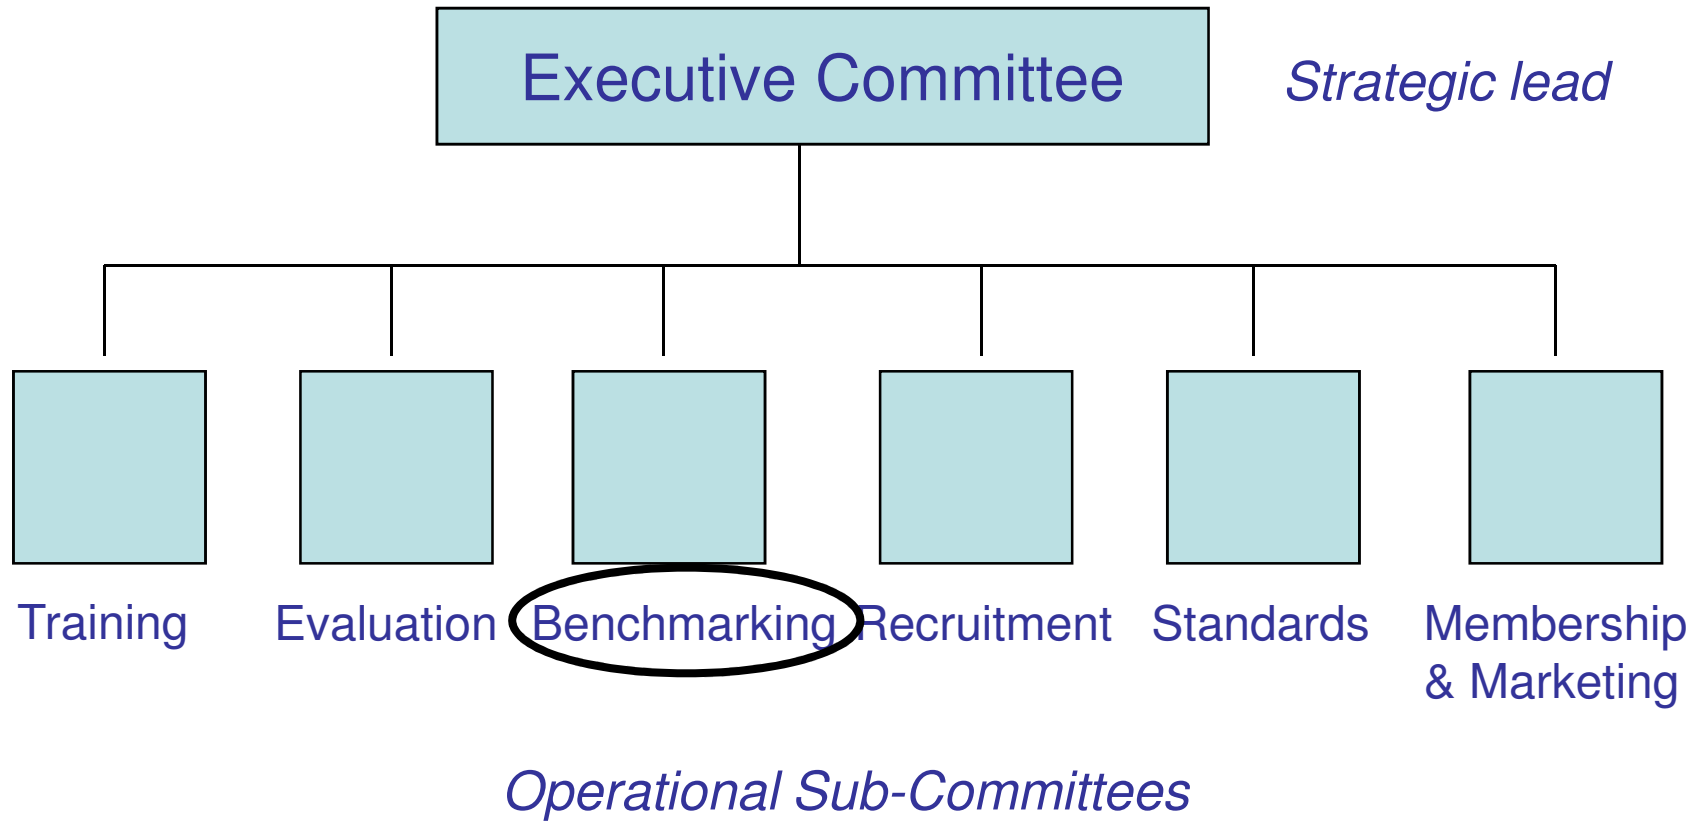 Executive Committee
Strategic lead
Training
Evaluation
Benchmarking
Recruitment
Standards
Membership
& Marketing
Operational Sub-Committees